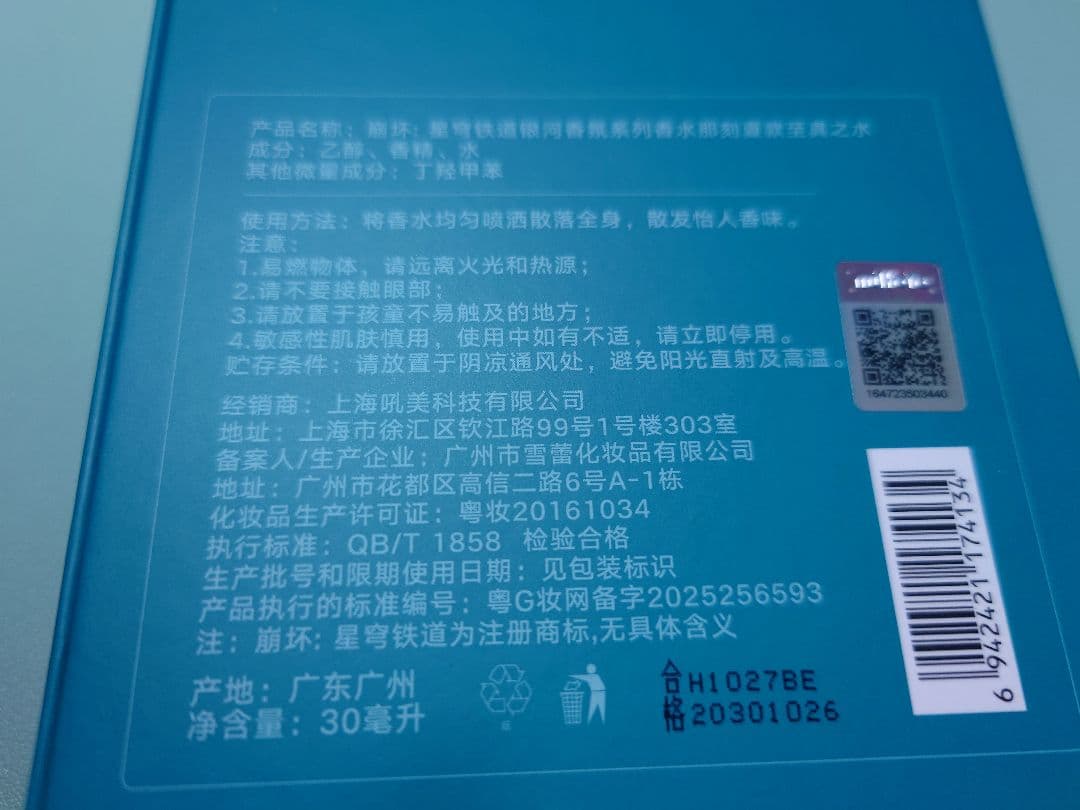 产品名称：崩坏：星穹铁道银河香氛系列香水那刻夏款至真之水
成分：乙醇、香精、水
其他微量成分：丁羟甲苯
使用方法：将香水均匀喷洒散落全身，散发怡人香味。
注意：
1.易燃物体，请远离火光和热源；
2.请不要接触眼部；
3.请放置于孩童不易触及的地方；
4.敏感性肌肤慎用，使用中如有不适，请立即停用。
贮存条件：请放置于阴凉通风处，避免阳光直射及高温。
经销商：上海吼美科技有限公司
地址：上海市徐汇区钦江路99号1号楼303室
备案人/生产企业：广州市雪蕾化妆品有限公司
地址：广州市花都区高信二路6号A-1栋
化妆品生产许可证：粤妆20161034
执行标准：QB/T 1858 检验合格
生产批号和限期使用日期：见包装标识
产品执行的标准编号：粤G妆网备字2025256593
注：崩坏：星穹铁道为注册商标,无具体含义
产地：广东广州
净含量：30毫升
合格 H1027BE
20301026
miHoYo
164723503440
6942421174134